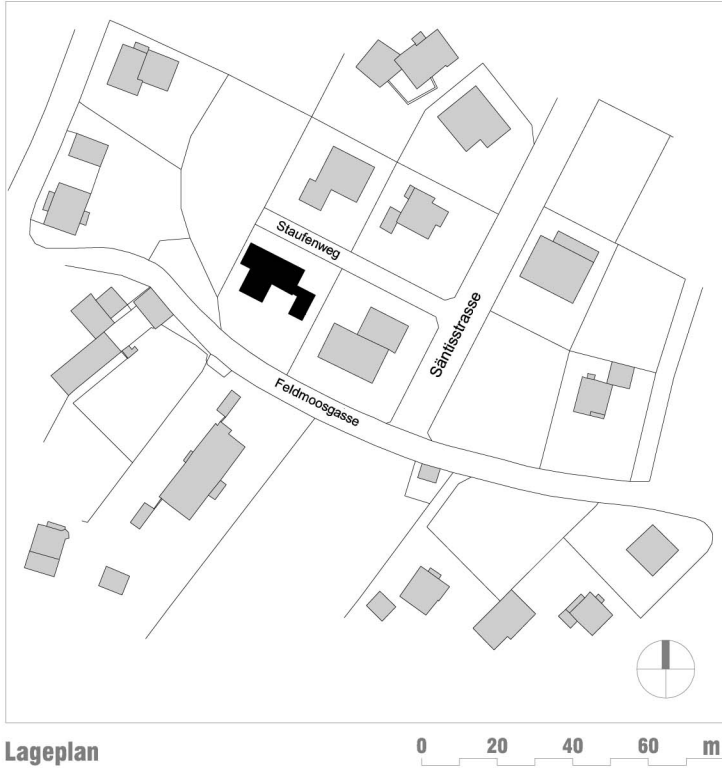 Staufenweg
Säntisstrasse
Feldmoosgasse
Lageplan
0 20 40 60 m